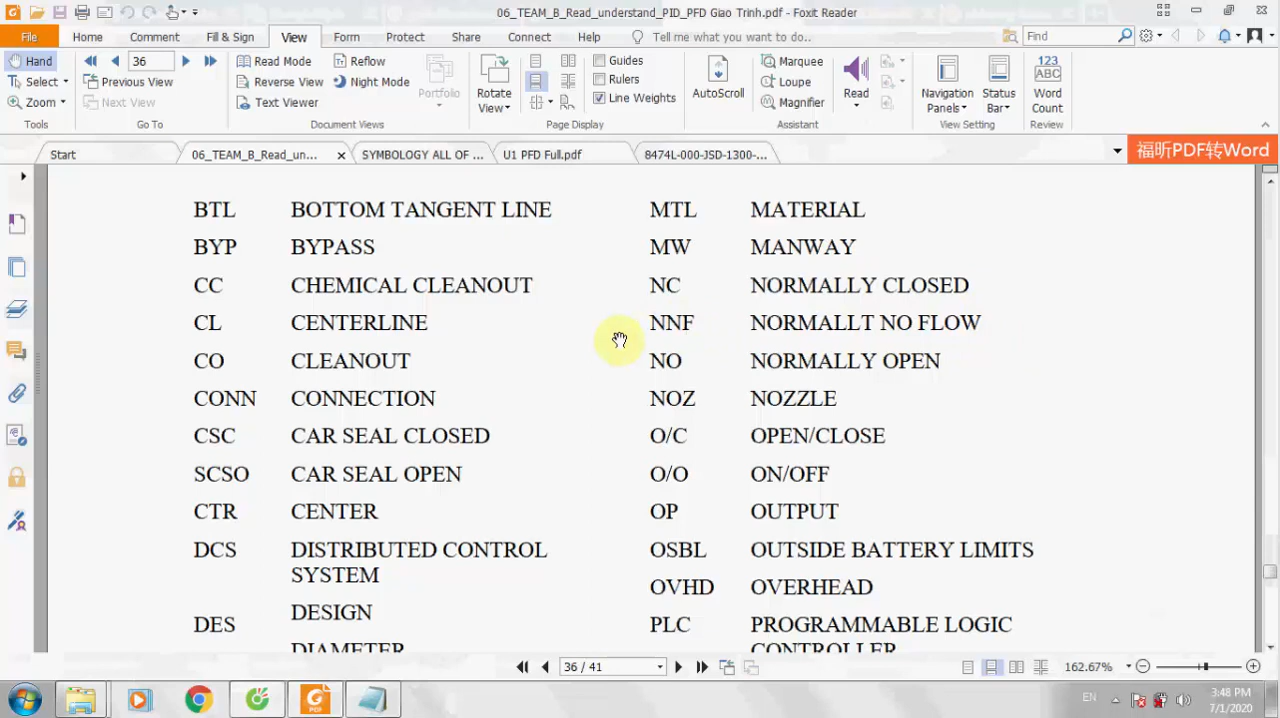 06_TEAM_B_Read_understand_PID_PFD Giao Trinh.pdf - Foxit Reader
File Home Comment Fill & Sign View Form Protect Share Connect Help Tell me what you want to do... Find
Hand 36 Read Mode Reflow Guides Marquee
Select Previous View Reverse View Night Mode Rulers Loupe
Zoom Next View Text Viewer Portfolio Rotate View Line Weights AutoScroll Magnifier Read Navigation Panels Status Bar Word Count
Tools Go To Document Views Page Display Assistant View Setting Review
Start 06_TEAM_B_Read_un... SYMBOLOGY ALL OF ... U1 PFD Full.pdf 8474L-000-JSD-1300-... 福昕PDF转Word
BTL BOTTOM TANGENT LINE MTL MATERIAL
BYP BYPASS MW MANWAY
CC CHEMICAL CLEANOUT NC NORMALLY CLOSED
CL CENTERLINE NNF NORMALLT NO FLOW
CO CLEANOUT NO NORMALLY OPEN
CONN CONNECTION NOZ NOZZLE
CSC CAR SEAL CLOSED O/C OPEN/CLOSE
SCSO CAR SEAL OPEN O/O ON/OFF
CTR CENTER OP OUTPUT
DCS DISTRIBUTED CONTROL OSBL OUTSIDE BATTERY LIMITS
SYSTEM
OVHD OVERHEAD
DESIGN
DES PLC PROGRAMMABLE LOGIC
DIAMETER CONTROLLER
36 / 41 162.67%
EN 3:48 PM
7/1/2020